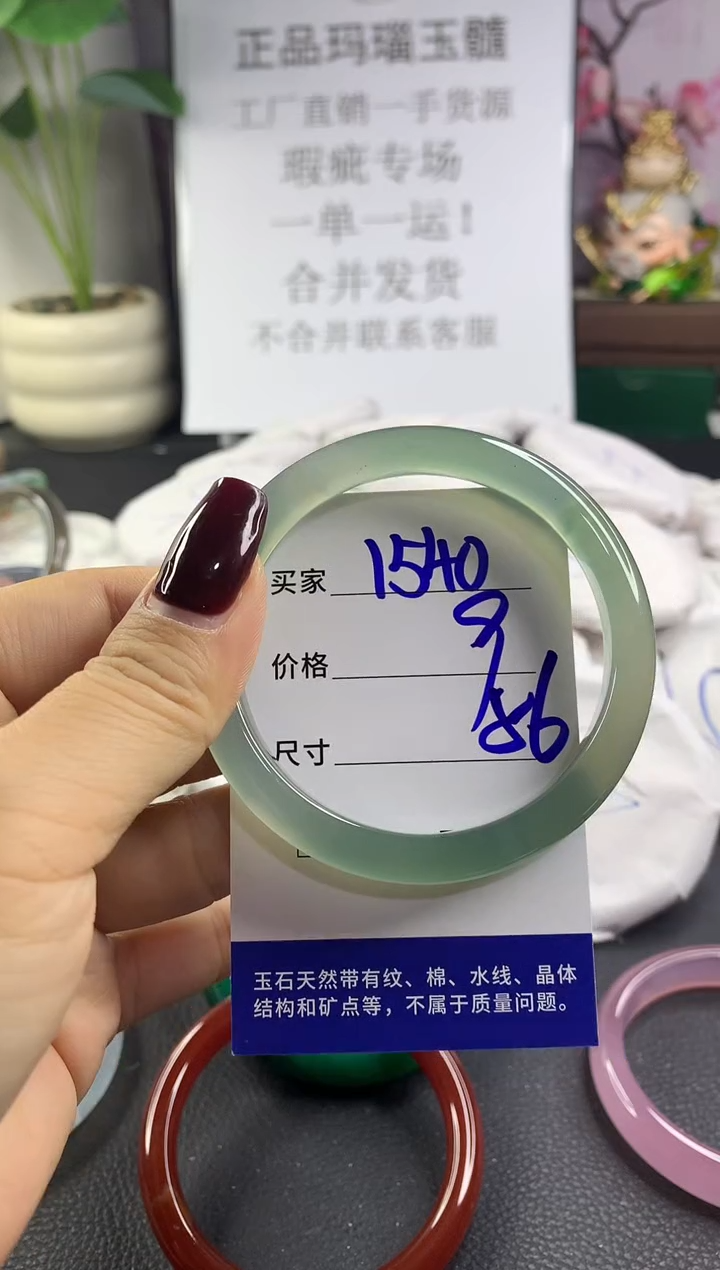 正品玛瑙玉髓
工厂直销一手货源
瑕疵专场
一单一运！
合并发货
不合并联系客服
买家 1540
价格
尺寸 56
玉石天然带有纹、棉、水线、晶体
结构和矿点等，不属于质量问题。